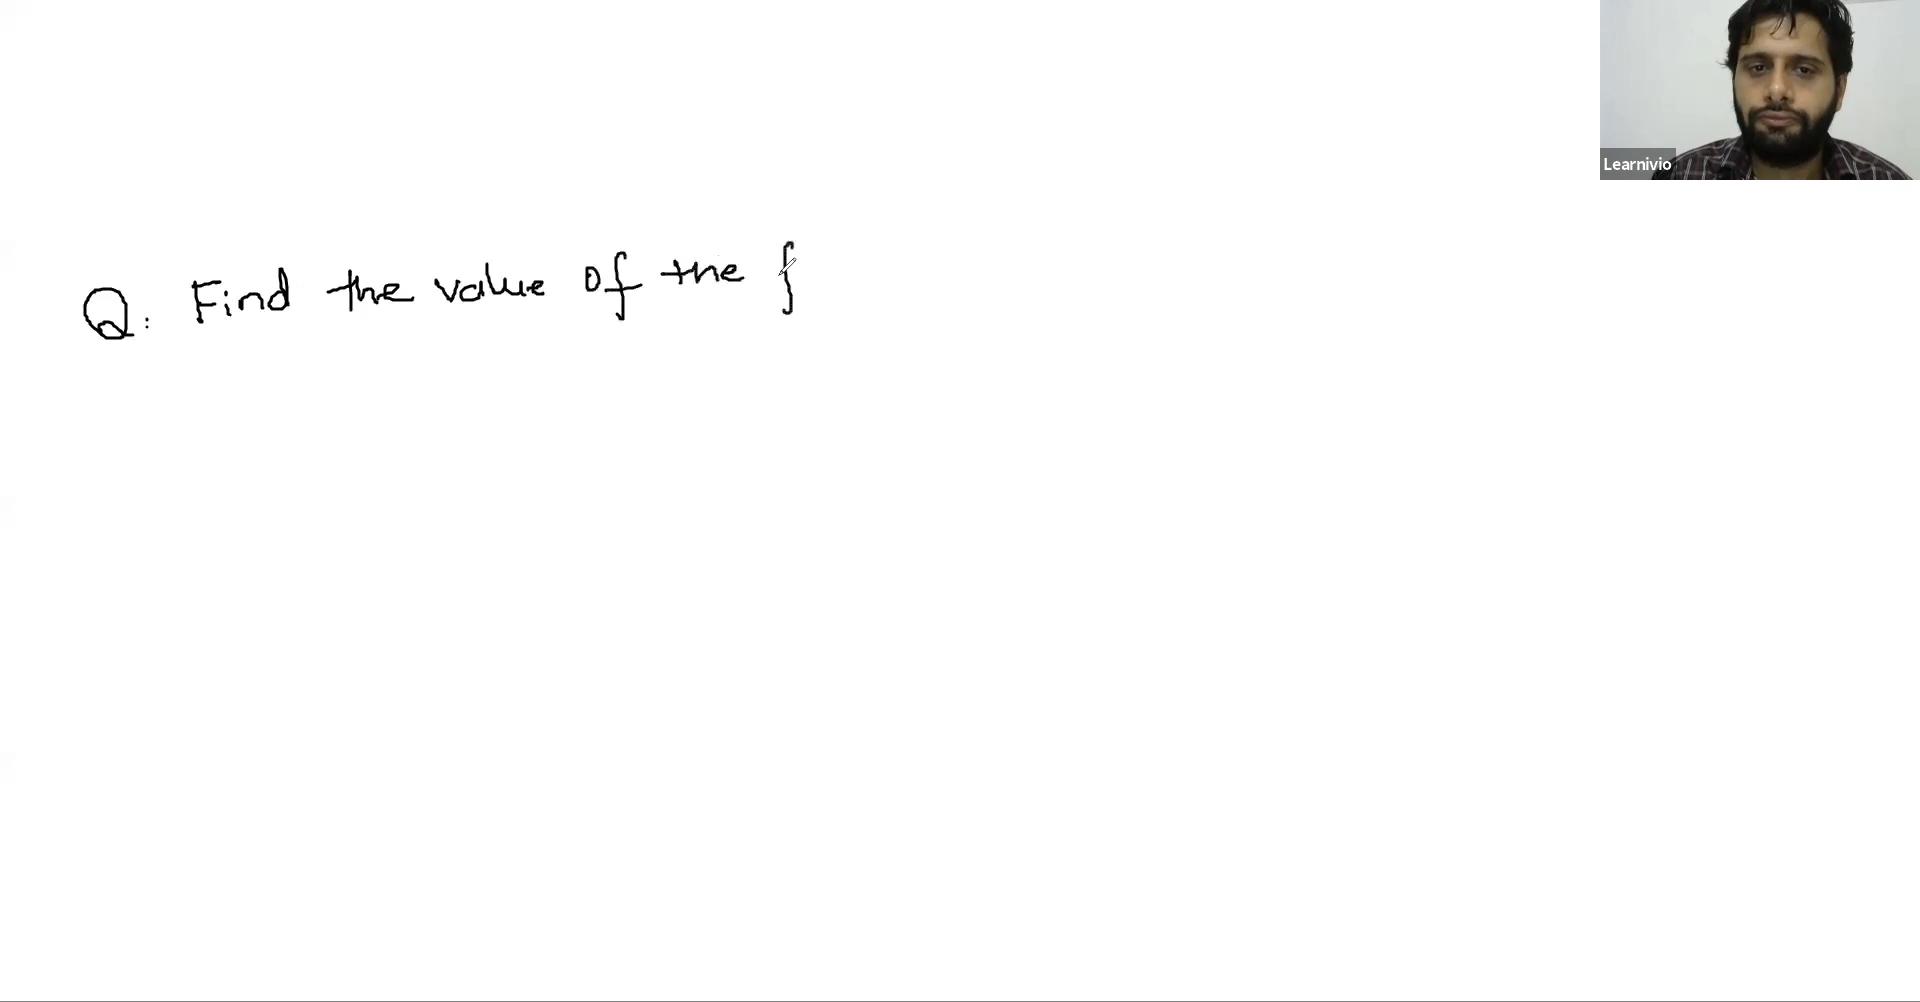 Learnivio
Q. Find the value of the f